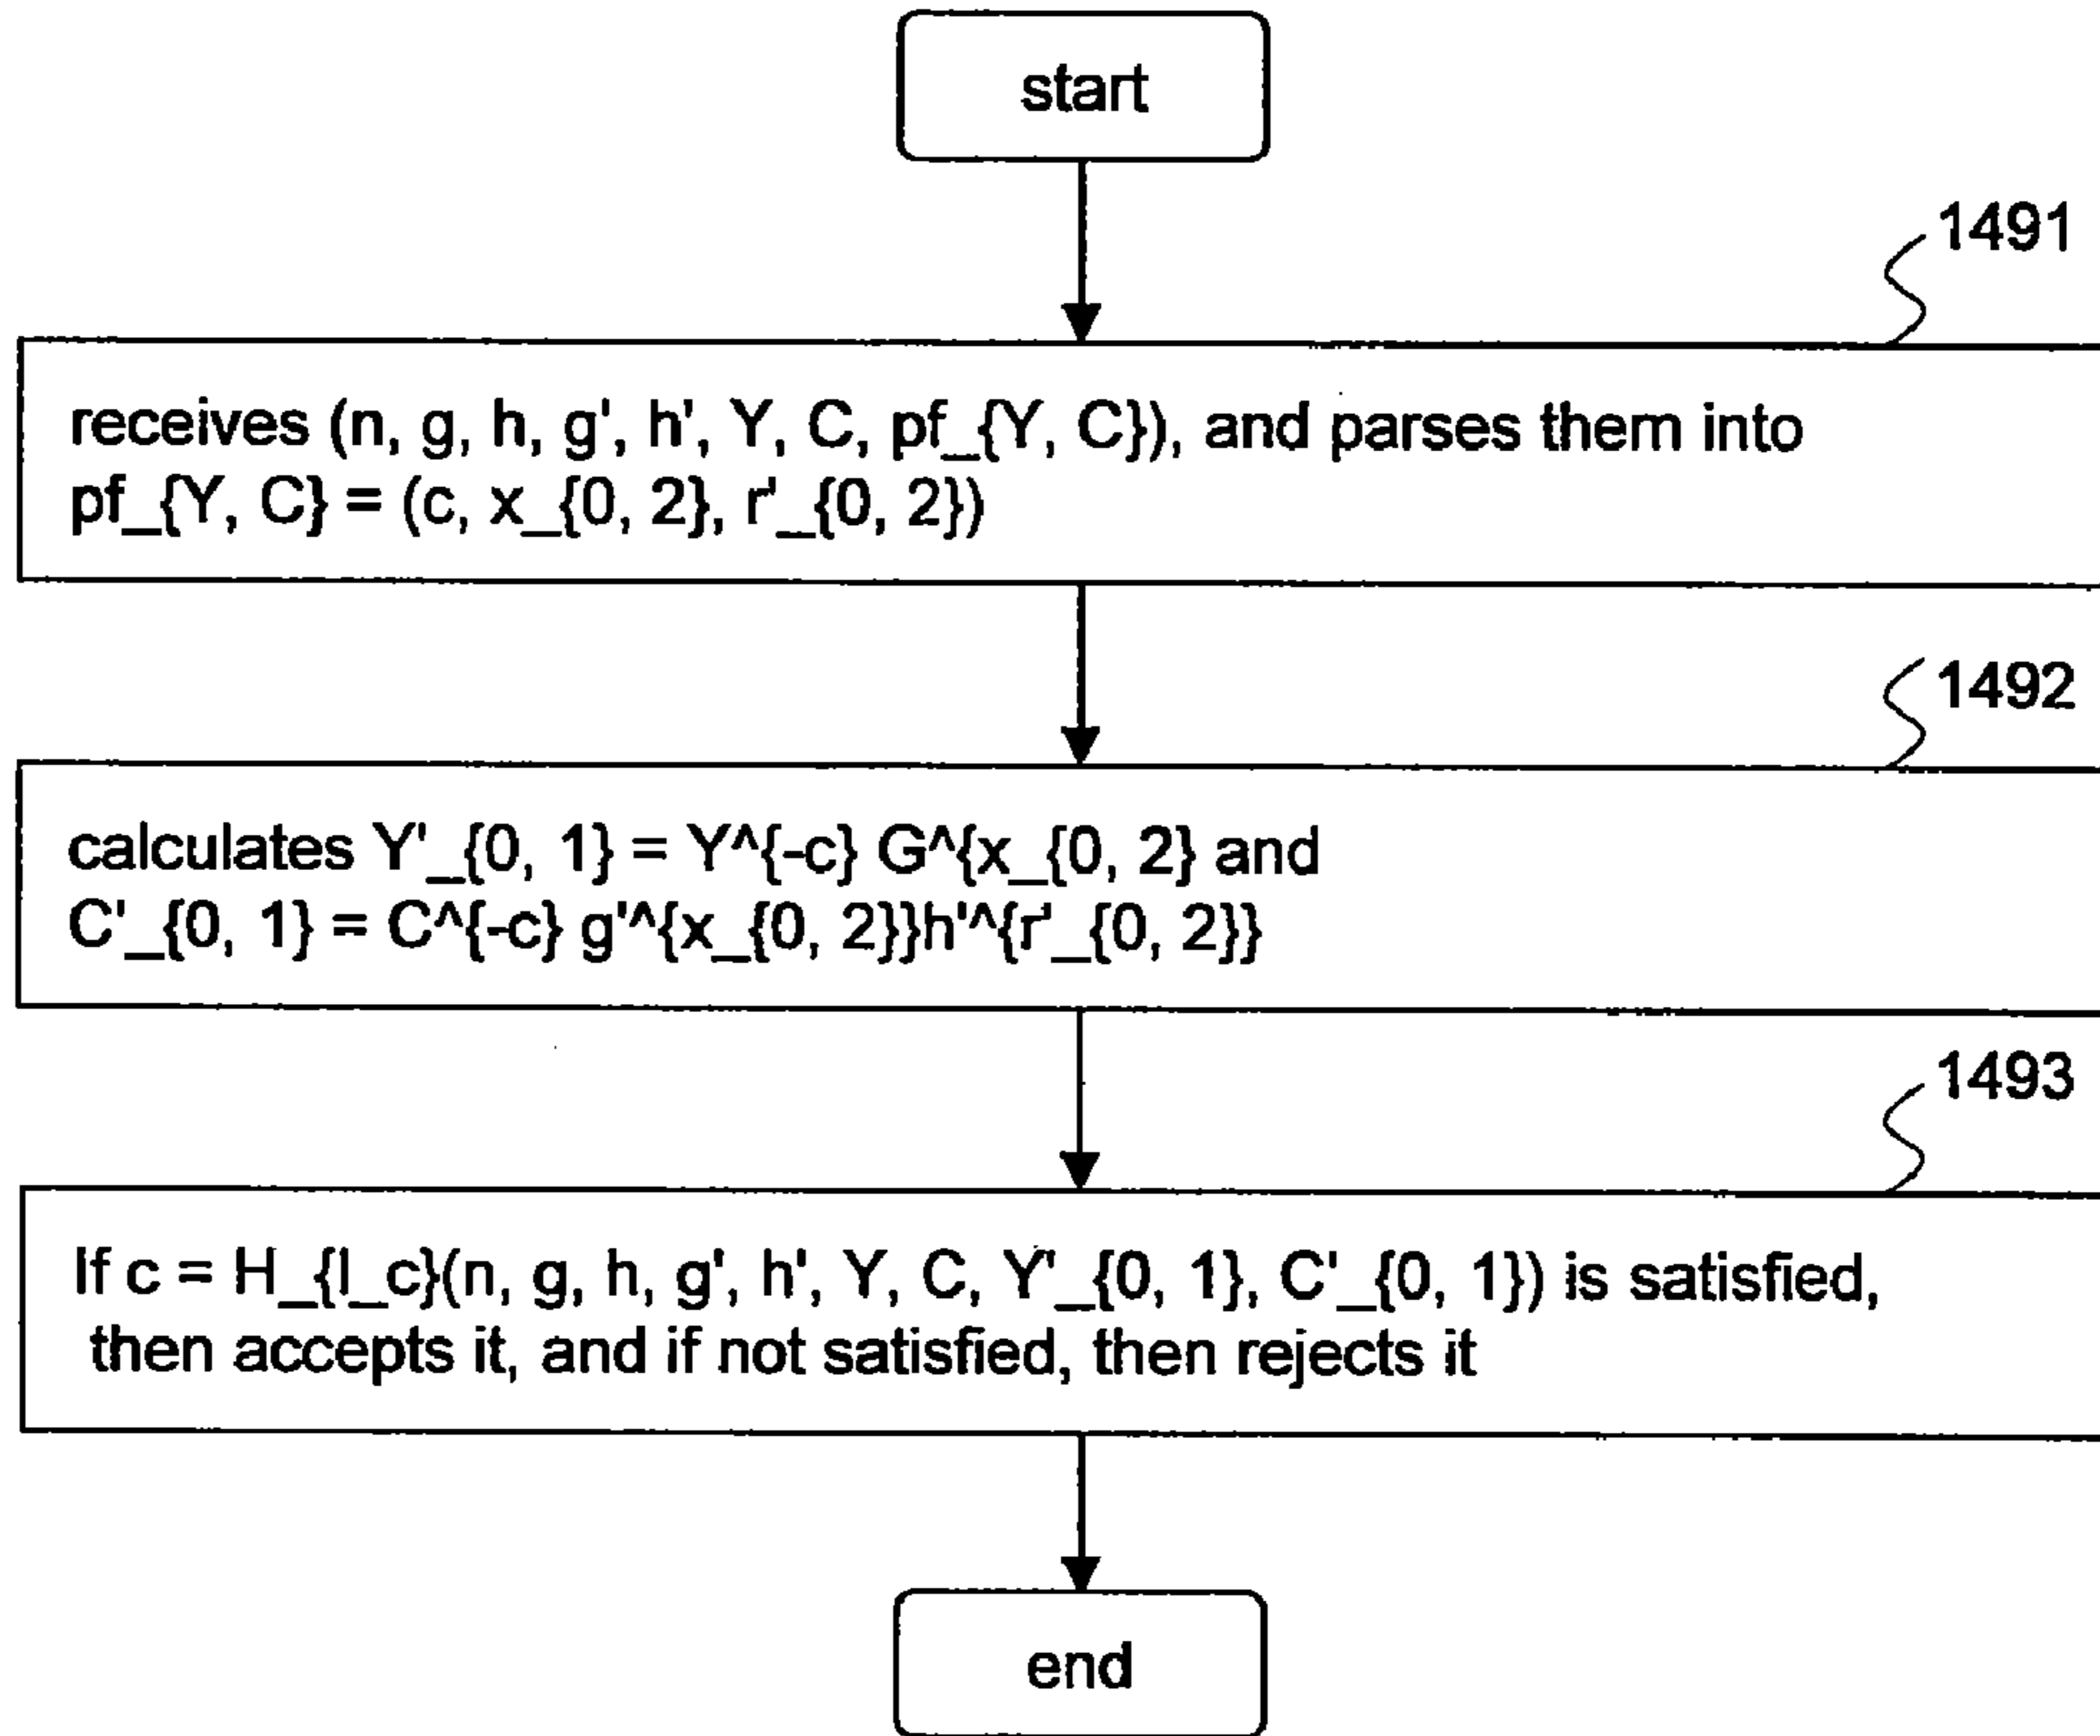 start
1491
receives (n, g, h, g', h', Y, C, pf_{Y, C}), and parses them into
pf_{Y, C} = (c, x_{0, 2}, r'_{0, 2})
1492
calculates Y'_{0, 1} = Y^{-c} G^{x_{0, 2} and
C'_{0, 1} = C^{-c} g'^{x_{0, 2}}h'^{r'_{0, 2}}
1493
If c = H_{l_c}(n, g, h, g', h', Y, C, Y'_{0, 1}, C'_{0, 1}) is satisfied,
then accepts it, and if not satisfied, then rejects it
end